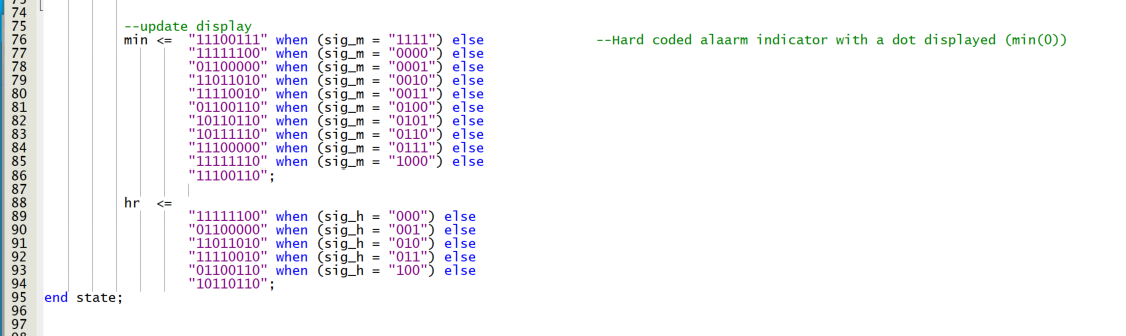 73
74
75 --update display
76 min <= "11100111" when (sig_m = "1111") else --Hard coded alaarm indicator with a dot displayed (min(0))
77 "11111100" when (sig_m = "0000") else
78 "01100000" when (sig_m = "0001") else
79 "11011010" when (sig_m = "0010") else
80 "11110010" when (sig_m = "0011") else
81 "01100110" when (sig_m = "0100") else
82 "10110110" when (sig_m = "0101") else
83 "10111110" when (sig_m = "0110") else
84 "11100000" when (sig_m = "0111") else
85 "11111110" when (sig_m = "1000") else
86 "11100110";
87
88 hr <=
89 "11111100" when (sig_h = "000") else
90 "01100000" when (sig_h = "001") else
91 "11011010" when (sig_h = "010") else
92 "11110010" when (sig_h = "011") else
93 "01100110" when (sig_h = "100") else
94 "10110110";
95 end state;
96
97
98